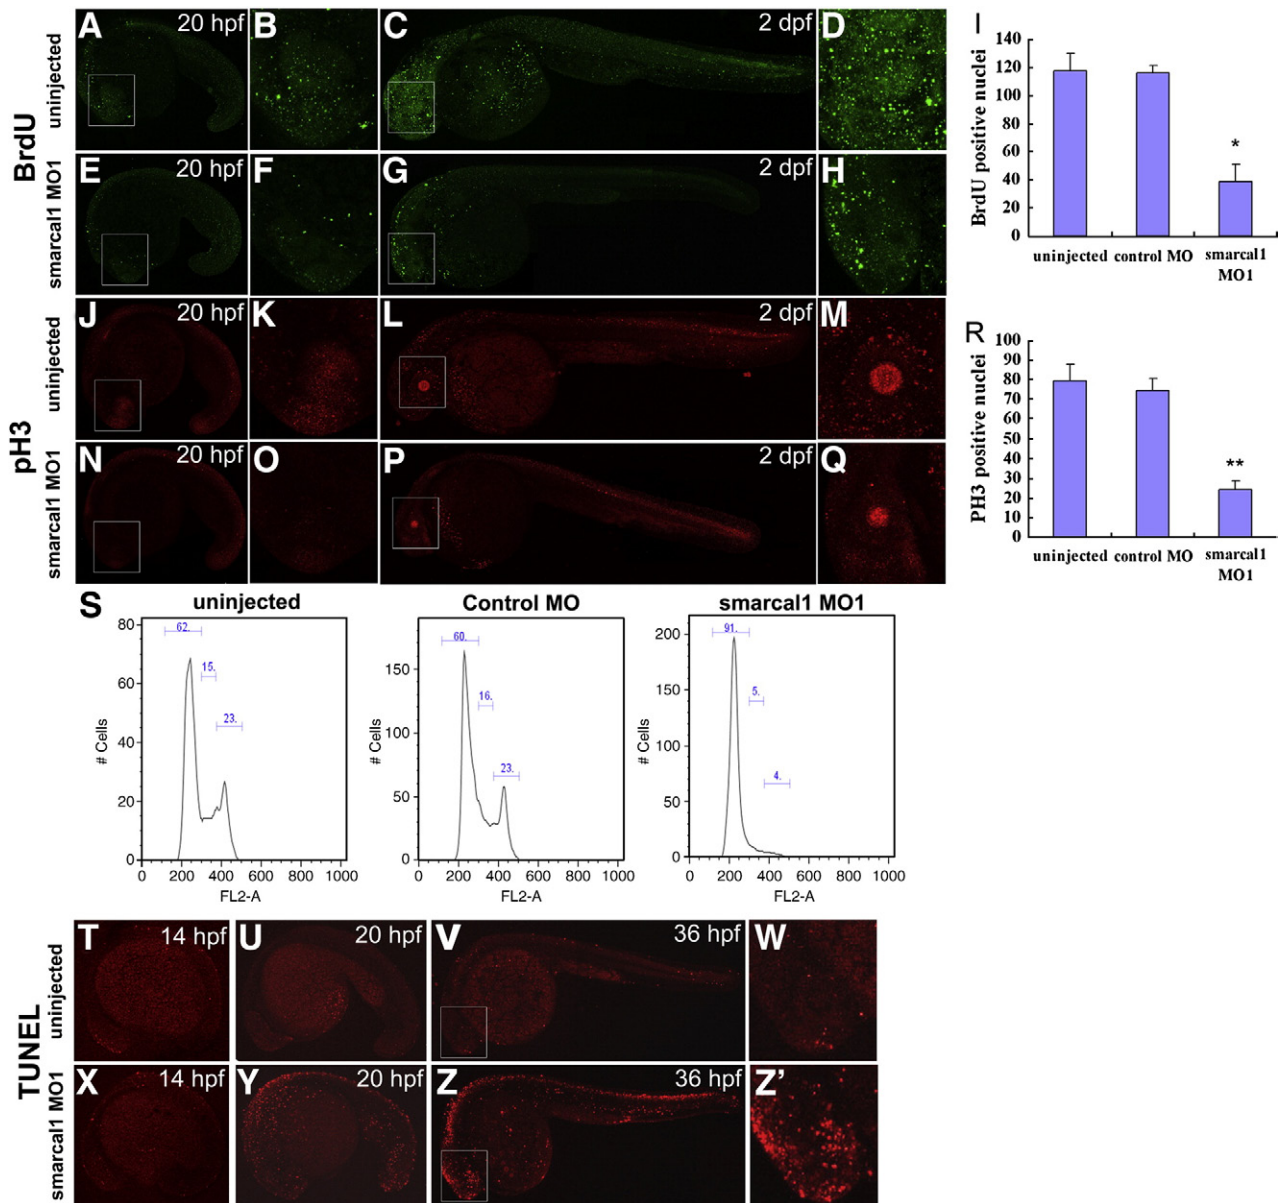 A 20 hpf B C 2 dpf D
uninjected
E 20 hpf F G 2 dpf H
smarcal1 MO1
BrdU
I
BrdU positive nuclei
140
120
100
80
60
40
20
0
*
uninjected control MO smarcal1
MO1
J 20 hpf K L 2 dpf M
uninjected
N 20 hpf O P 2 dpf Q
smarcal1 MO1
pH3
R
PH3 positive nuclei
100
90
80
70
60
50
40
30
20
10
0
**
uninjected control MO smarcal1
MO1
S
uninjected
# Cells
80
60
40
20
0
62.
15.
23.
0 200 400 600 800 1000
FL2-A
Control MO
# Cells
150
100
50
0
60.
16.
23.
0 200 400 600 800 1000
FL2-A
smarcal1 MO1
# Cells
200
150
100
50
0
91.
5.
4.
0 200 400 600 800 1000
FL2-A
T 14 hpf U 20 hpf V 36 hpf W
uninjected
X 14 hpf Y 20 hpf Z 36 hpf Z’
smarcal1 MO1
TUNEL